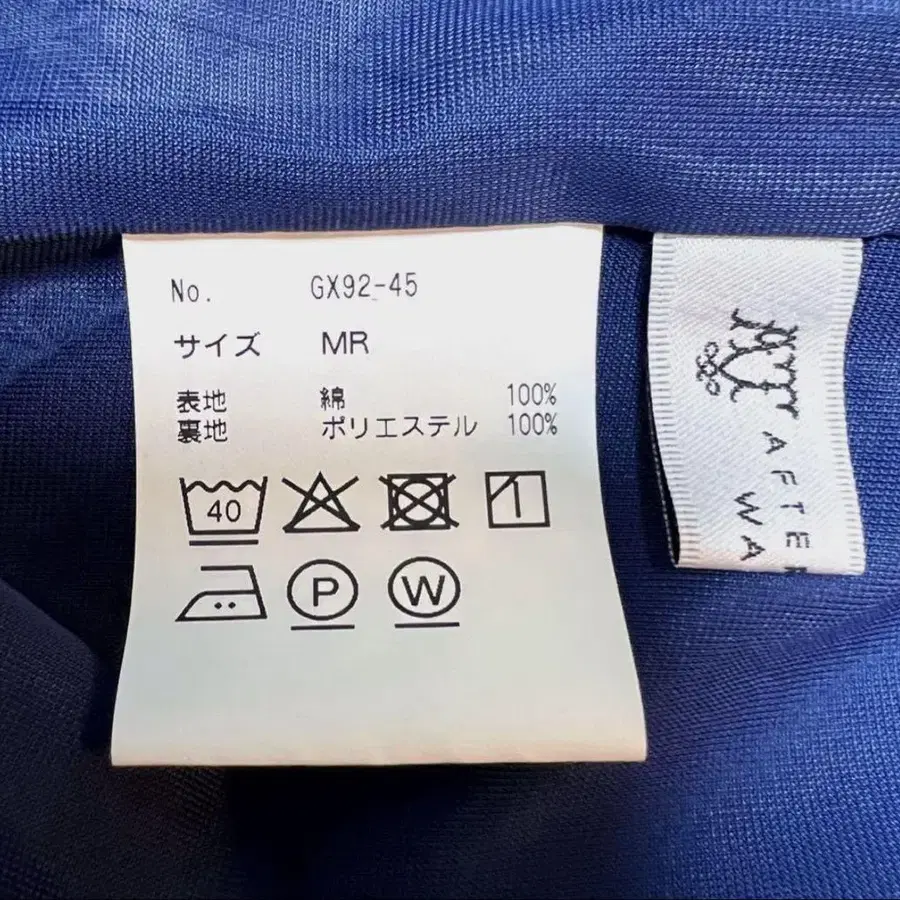 No. GX92-45
サイズ MR
表地 綿 100%
裏地 ポリエステル 100%
40
P
W
AFTE
WA